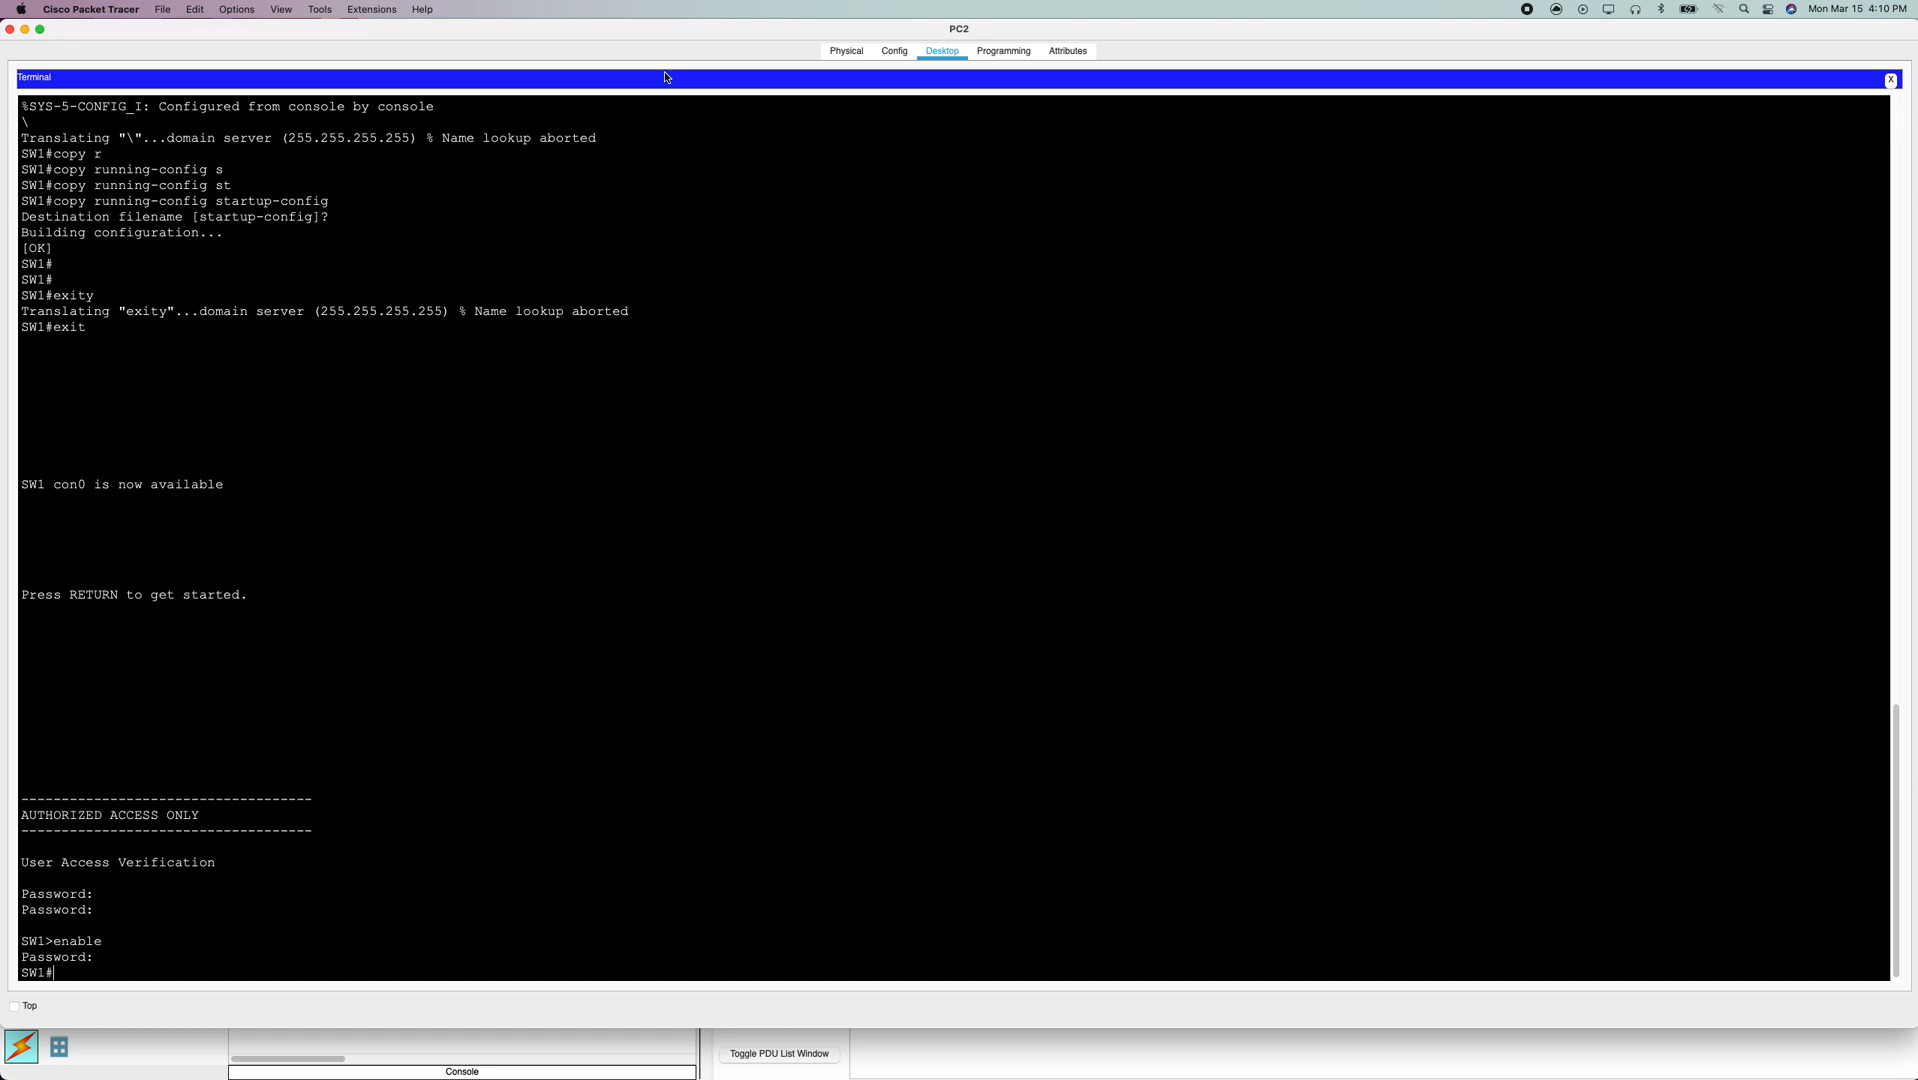 Cisco Packet Tracer File Edit Options View Tools Extensions Help Mon Mar 15 4:10 PM
PC2
Physical Config Desktop Programming Attributes
Terminal X
%SYS-5-CONFIG_I: Configured from console by console
\
Translating "\"...domain server (255.255.255.255) % Name lookup aborted
SW1#copy r
SW1#copy running-config s
SW1#copy running-config st
SW1#copy running-config startup-config
Destination filename [startup-config]?
Building configuration...
[OK]
SW1#
SW1#
SW1#exity
Translating "exity"...domain server (255.255.255.255) % Name lookup aborted
SW1#exit
SW1 con0 is now available
Press RETURN to get started.
------------------------------------
AUTHORIZED ACCESS ONLY
------------------------------------
User Access Verification
Password:
Password:
SW1>enable
Password:
SW1#
Top
Toggle PDU List Window
Console